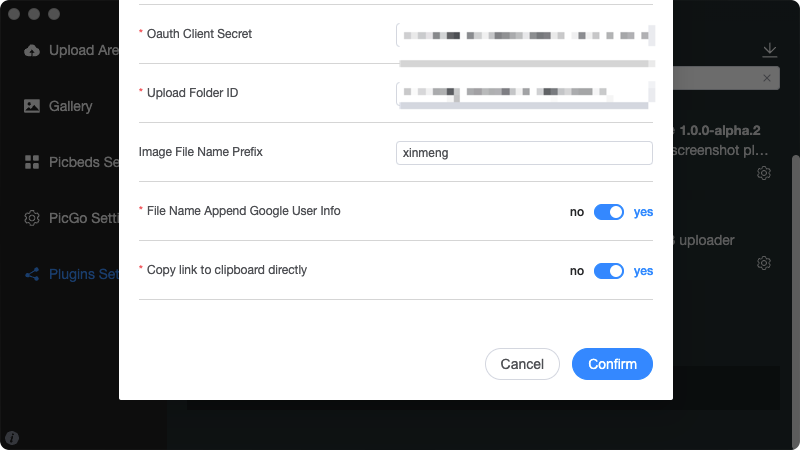 * Oauth Client Secret
Upload Are
* Upload Folder ID
Gallery
1.0.0-alpha.2
screenshot pl...
Picbeds Se
Image File Name Prefix
xinmeng
PicGo Setti
* File Name Append Google User Info
no
yes
uploader
Plugins Set
* Copy link to clipboard directly
no
yes
Cancel
Confirm